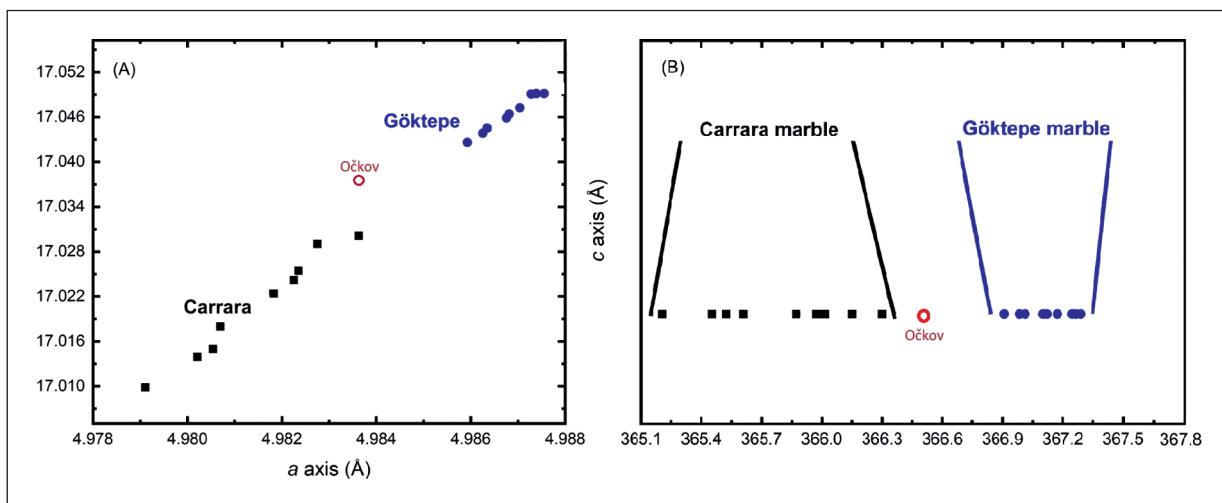 (A)
17.052
17.046
17.040
17.034
17.028
17.022
17.016
17.010
Göktepe
Očkov
Carrara
4.978 4.980 4.982 4.984 4.986 4.988
a axis (Å)
(B)
Carrara marble Göktepe marble
c axis (Å)
Očkov
365.1 365.4 365.7 366.0 366.3 366.6 366.9 367.2 367.5 367.8